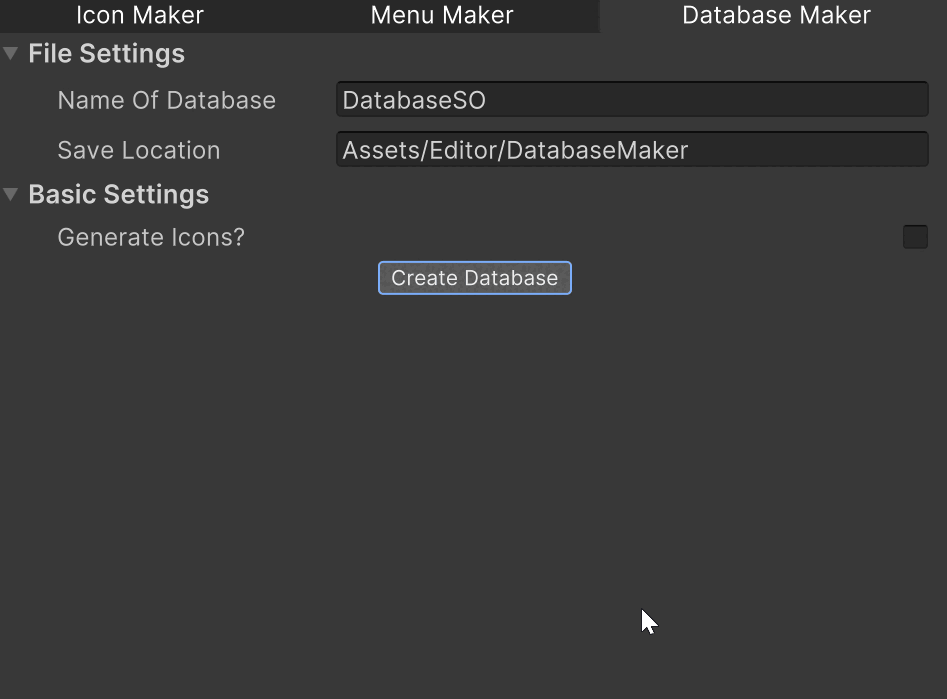 Icon Maker Menu Maker Database Maker
File Settings
Name Of Database DatabaseSO
Save Location Assets/Editor/DatabaseMaker
Basic Settings
Generate Icons?
Create Database